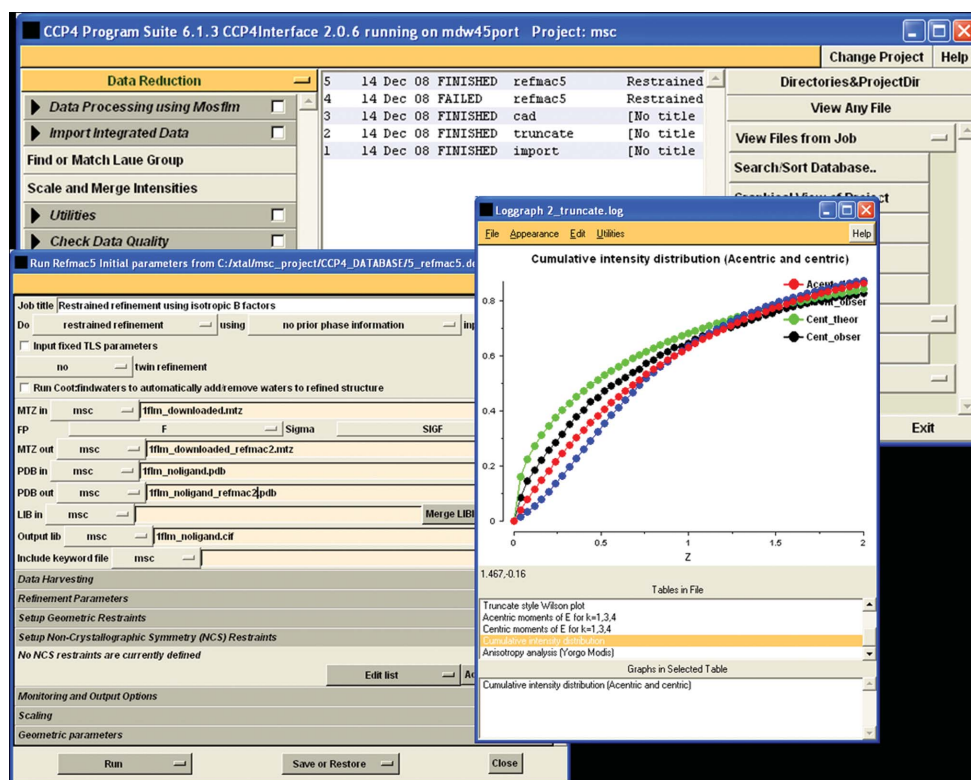 CCP4 Program Suite 6.1.3 CCP4Interface 2.0.6 running on mdw45port Project: msc
Change Project Help
Data Reduction
Data Processing using Mosflm
Import Integrated Data
Find or Match Laue Group
Scale and Merge Intensities
Utilities
Check Data Quality
5 14 Dec 08 FINISHED refmac5 Restrained
4 14 Dec 08 FAILED refmac5 Restrained
3 14 Dec 08 FINISHED cad [No title
2 14 Dec 08 FINISHED truncate [No title
1 14 Dec 08 FINISHED import [No title
Directories&ProjectDir
View Any File
View Files from Job
Search/Sort Database..
Exit
Run Refmac5 Initial parameters from C:/xtal/msc_project/CCP4_DATABASE/5_refmac5.de
Job title Restrained refinement using isotropic B factors
Do restrained refinement using no prior phase information
Input fixed TLS parameters
no twin refinement
Run Coot:findwaters to automatically add/remove waters to refined structure
MTZ in msc 1flm_downloaded.mtz
FP F Sigma SIGF
MTZ out msc 1flm_downloaded_refmac2.mtz
PDB in msc 1flm_noligand.pdb
PDB out msc 1flm_noligand_refmac2.pdb
LIB in msc Merge LIB
Output lib msc 1flm_noligand.cif
Include keyword file msc
Data Harvesting
Refinement Parameters
Setup Geometric Restraints
Setup Non-Crystallographic Symmetry (NCS) Restraints
No NCS restraints are currently defined
Edit list
Monitoring and Output Options
Scaling
Geometric parameters
Run Save or Restore Close
Loggraph 2_truncate.log
File Appearance Edit Utilities Help
Cumulative intensity distribution (Acentric and centric)
Cent_theor
Cent_obser
0.8
0.6
0.4
0.2
0
0 0.5 1 1.5 2
Z
1.467,-0.16
Tables in File
Truncate style Wilson plot
Acentric moments of E for k=1,3,4
Centric moments of E for k=1,3,4
Cumulative intensity distribution
Anisotropy analysis (Yorgo Modis)
Graphs in Selected Table
Cumulative intensity distribution (Acentric and centric)